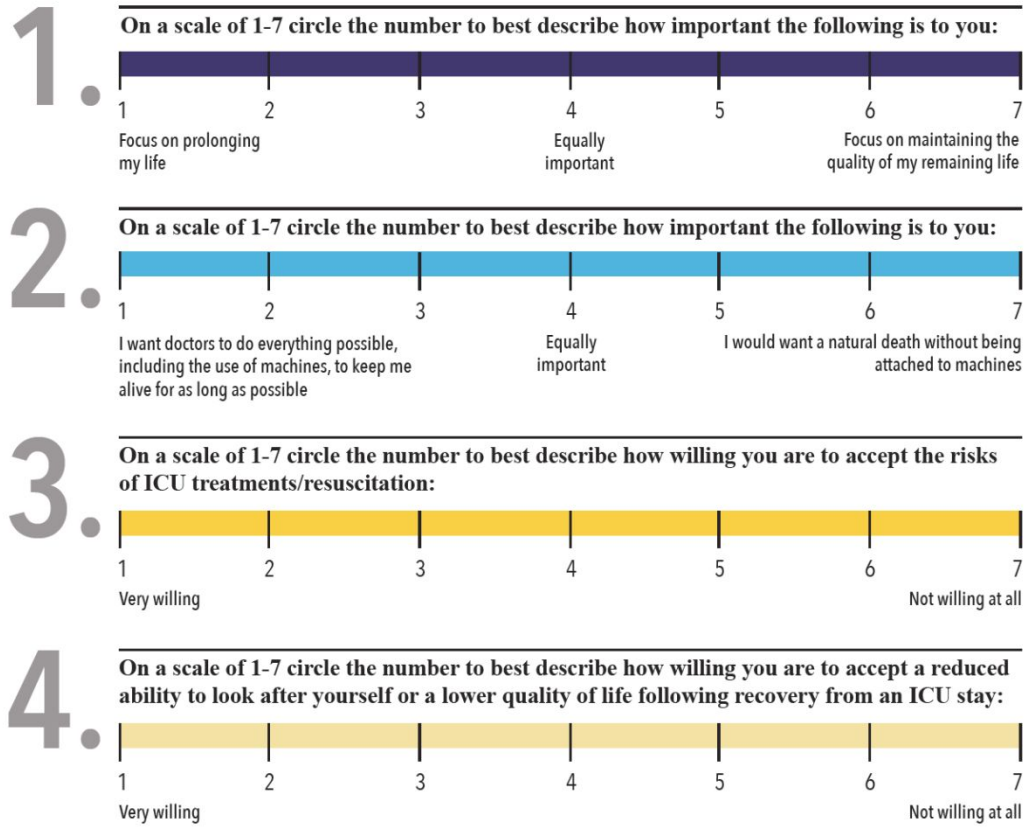 1.
On a scale of 1-7 circle the number to best describe how important the following is to you:
1 2 3 4 5 6 7
Focus on prolonging
my life
Equally
important
Focus on maintaining the
quality of my remaining life
2.
On a scale of 1-7 circle the number to best describe how important the following is to you:
1 2 3 4 5 6 7
I want doctors to do everything possible,
including the use of machines, to keep me
alive for as long as possible
Equally
important
I would want a natural death without being
attached to machines
3.
On a scale of 1-7 circle the number to best describe how willing you are to accept the risks
of ICU treatments/resuscitation:
1 2 3 4 5 6 7
Very willing
Not willing at all
4.
On a scale of 1-7 circle the number to best describe how willing you are to accept a reduced
ability to look after yourself or a lower quality of life following recovery from an ICU stay:
1 2 3 4 5 6 7
Very willing
Not willing at all